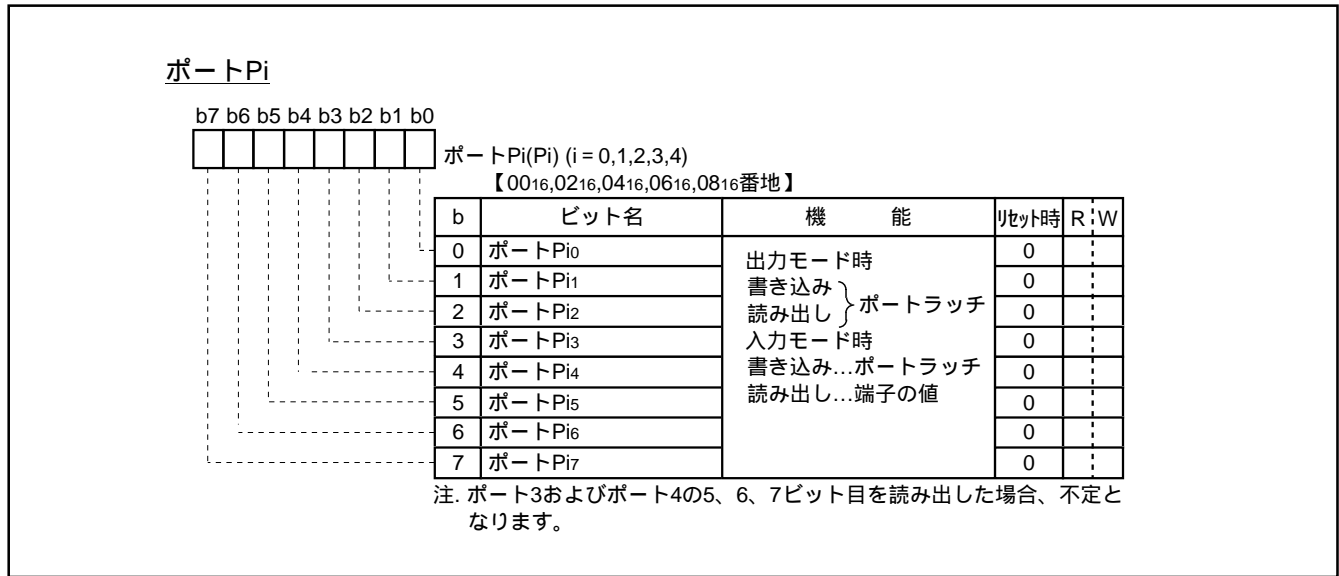 ポートPi
b7 b6 b5 b4 b3 b2 b1 b0
ポートPi(Pi) (i = 0,1,2,3,4)
【0016,0216,0416,0616,0816番地】
b ビット名 機 能 リセット時 R W
0 ポートPi0 0
1 ポートPi1 0
2 ポートPi2 0
3 ポートPi3 0
4 ポートPi4 0
5 ポートPi5 0
6 ポートPi6 0
7 ポートPi7 0
出力モード時
書き込み
読み出し
ポートラッチ
入力モード時
書き込み…ポートラッチ
読み出し…端子の値
注. ポート3およびポート4の5、6、7ビット目を読み出した場合、不定と
なります。